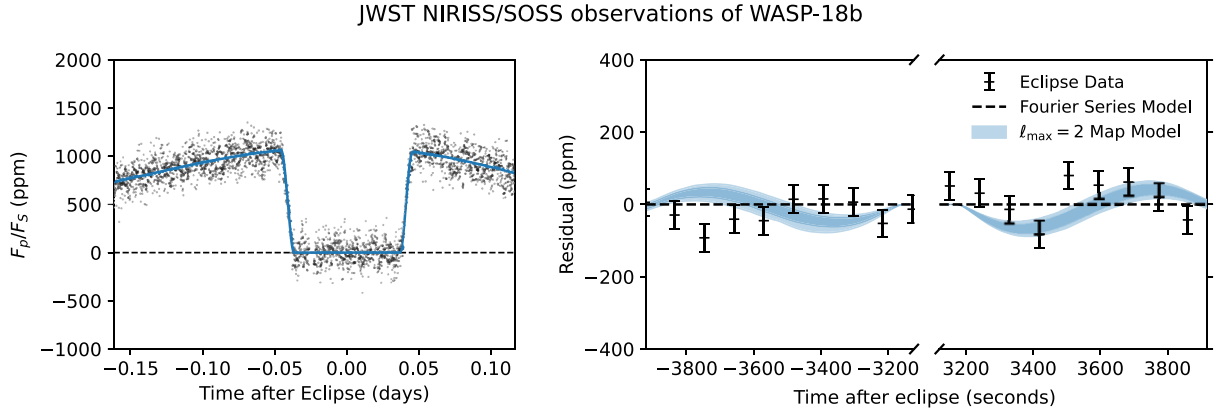 JWST NIRISS/SOSS observations of WASP-18b
2000
1500
1000
500
0
−500
−1000
Fp/FS (ppm)
−0.15 −0.10 −0.05 0.00 0.05 0.10
Time after Eclipse (days)
400
200
0
−200
−400
Residual (ppm)
Eclipse Data
Fourier Series Model
ℓmax = 2 Map Model
−3800 −3600 −3400 −3200 3200 3400 3600 3800
Time after eclipse (seconds)